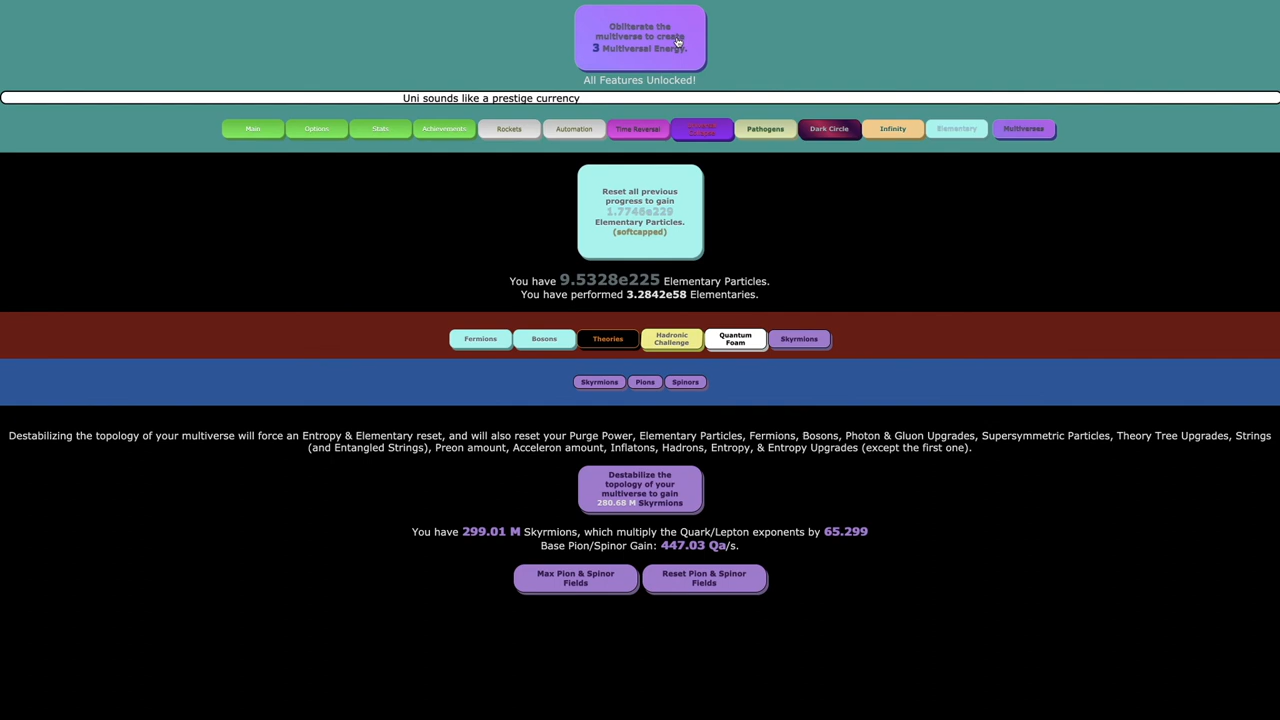 Obliterate the
multiverse to create
3 Multiversal Energy.
All Features Unlocked!
Uni sounds like a prestige currency
Main
Options
Stats
Achievements
Rockets
Automation
Time Reversal
Pathogens
Dark Circle
Infinity
Elementary
Multiverse
Reset all previous
progress to gain
1.7746e229
Elementary Particles.
(softcapped)
You have 9.5328e225 Elementary Particles.
You have performed 3.2842e58 Elementaries.
Fermions
Bosons
Theories
Hadronic
Challenge
Quantum
Foam
Skyrmions
Skyrmions
Pions
Spinors
Destabilizing the topology of your multiverse will force an Entropy & Elementary reset, and will also reset your Purge Power, Elementary Particles, Fermions, Bosons, Photon & Gluon Upgrades, Supersymmetric Particles, Theory Tree Upgrades, Strings
(and Entangled Strings), Preon amount, Acceleron amount, Inflatons, Hadrons, Entropy, & Entropy Upgrades (except the first one).
Destabilize the
topology of your
multiverse to gain
280.68 M Skyrmions
You have 299.01 M Skyrmions, which multiply the Quark/Lepton exponents by 65.299
Base Pion/Spinor Gain: 447.03 Qa/s.
Max Pion & Spinor
Fields
Reset Pion & Spinor
Fields